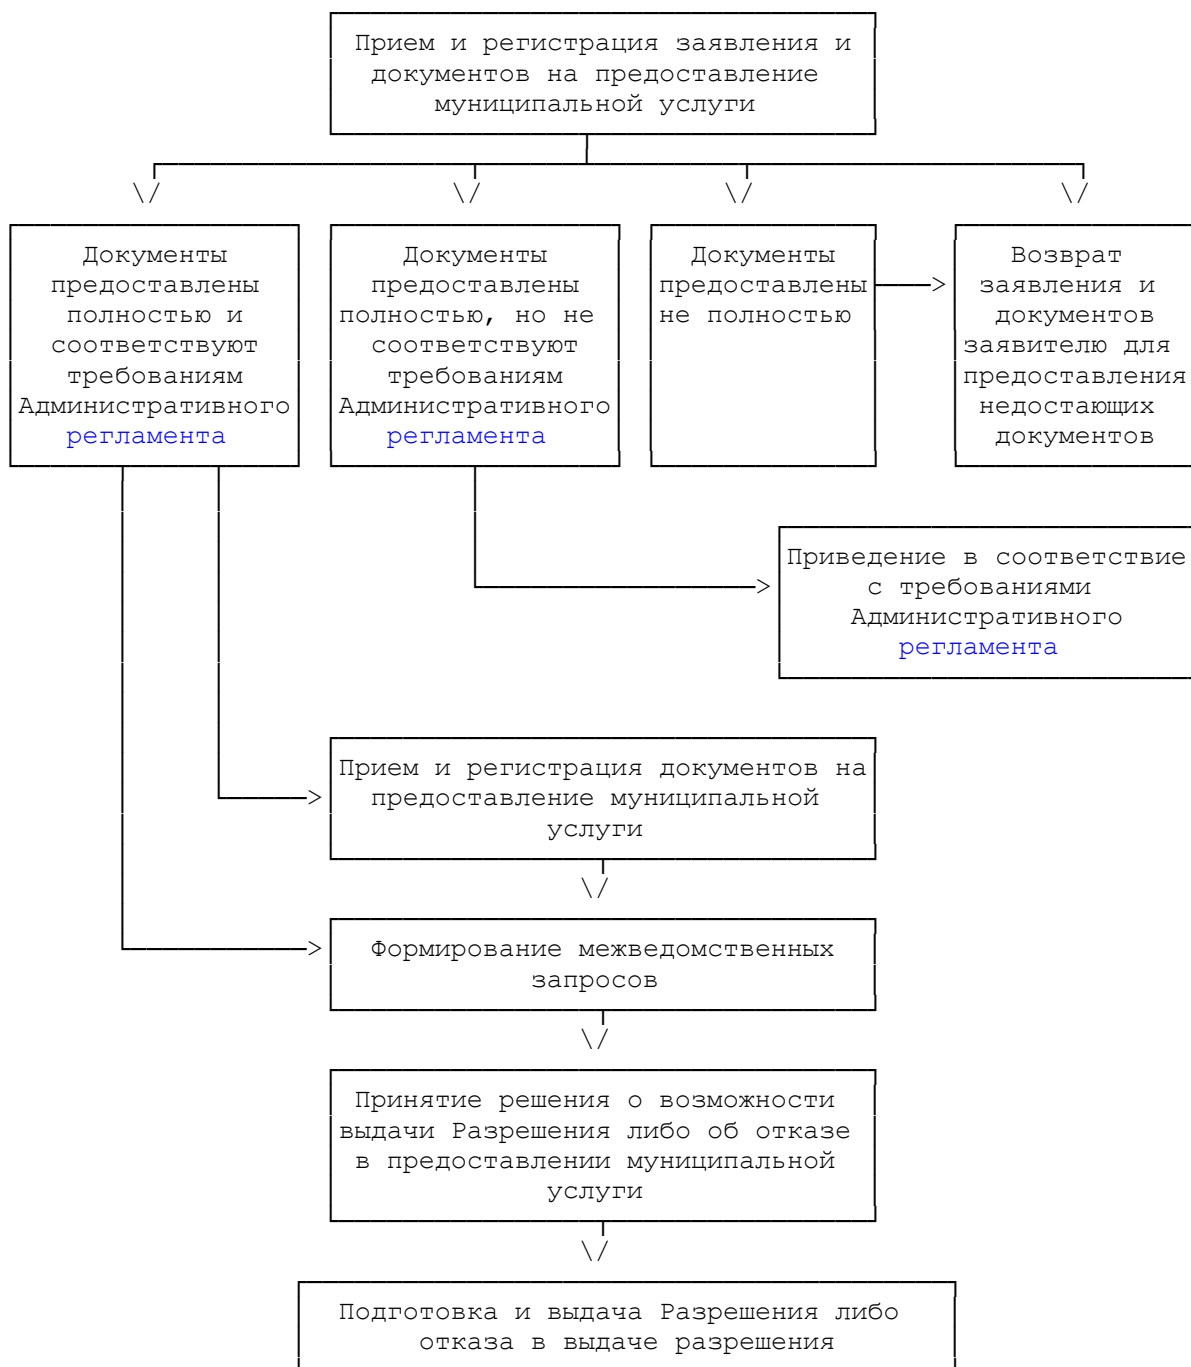 Прием и регистрация заявления и
документов на предоставление
муниципальной услуги
Документы
предоставлены
полностью и
соответствуют
требованиям
Административного
регламента
Документы
предоставлены
полностью, но не
соответствуют
требованиям
Административного
регламента
Документы
предоставлены
не полностью
Возврат
заявления и
документов
заявителю для
предоставления
недостающих
документов
Приведение в соответствие
с требованиями
Административного
регламента
Прием и регистрация документов на
предоставление муниципальной
услуги
Формирование межведомственных
запросов
Принятие решения о возможности
выдачи Разрешения либо об отказе
в предоставлении муниципальной
услуги
Подготовка и выдача Разрешения либо
отказа в выдаче разрешения